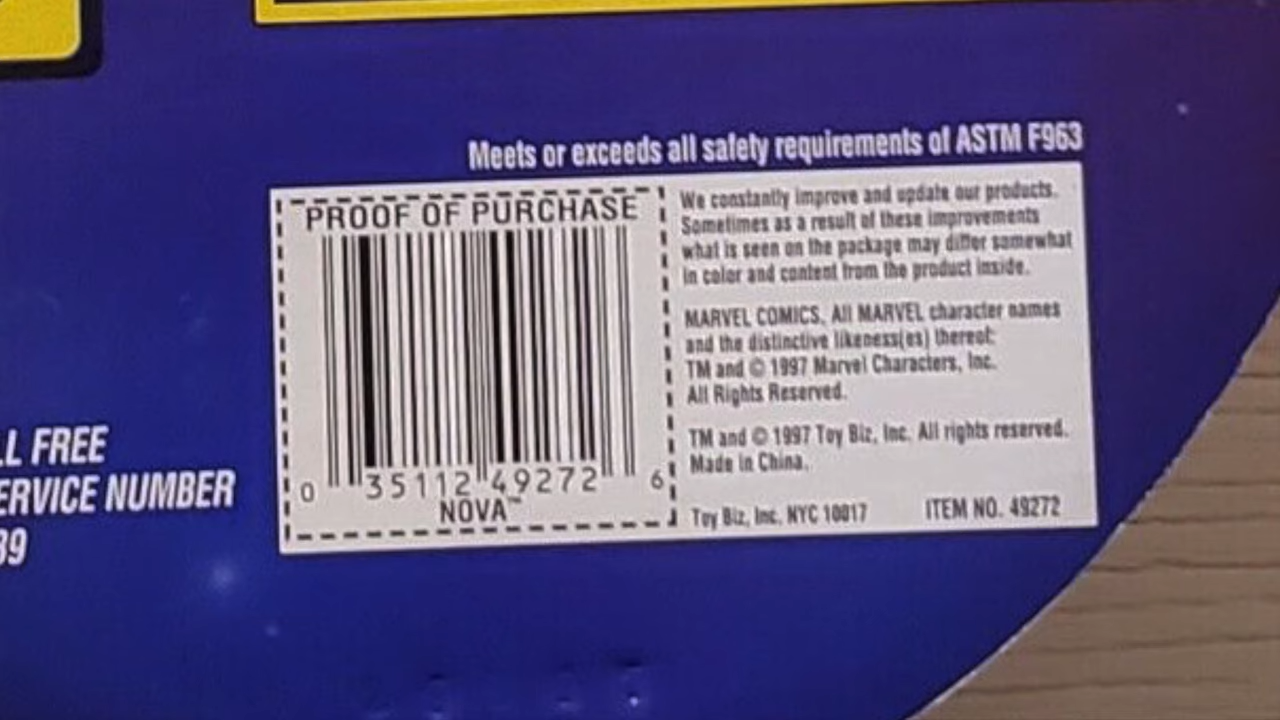 Meets or exceeds all safety requirements of ASTM F963
PROOF OF PURCHASE
0 35112 49272 6
NOVA™
We constantly improve and update our products.
Sometimes as a result of these improvements
what is seen on the package may differ somewhat
in color and content from the product inside.
MARVEL COMICS, All MARVEL character names
and the distinctive likeness(es) thereof:
TM and © 1997 Marvel Characters, Inc.
All Rights Reserved.
TM and © 1997 Toy Biz, Inc. All rights reserved.
Made in China.
Toy Biz, Inc. NYC 10017 ITEM NO. 49272
LL FREE
ERVICE NUMBER
39